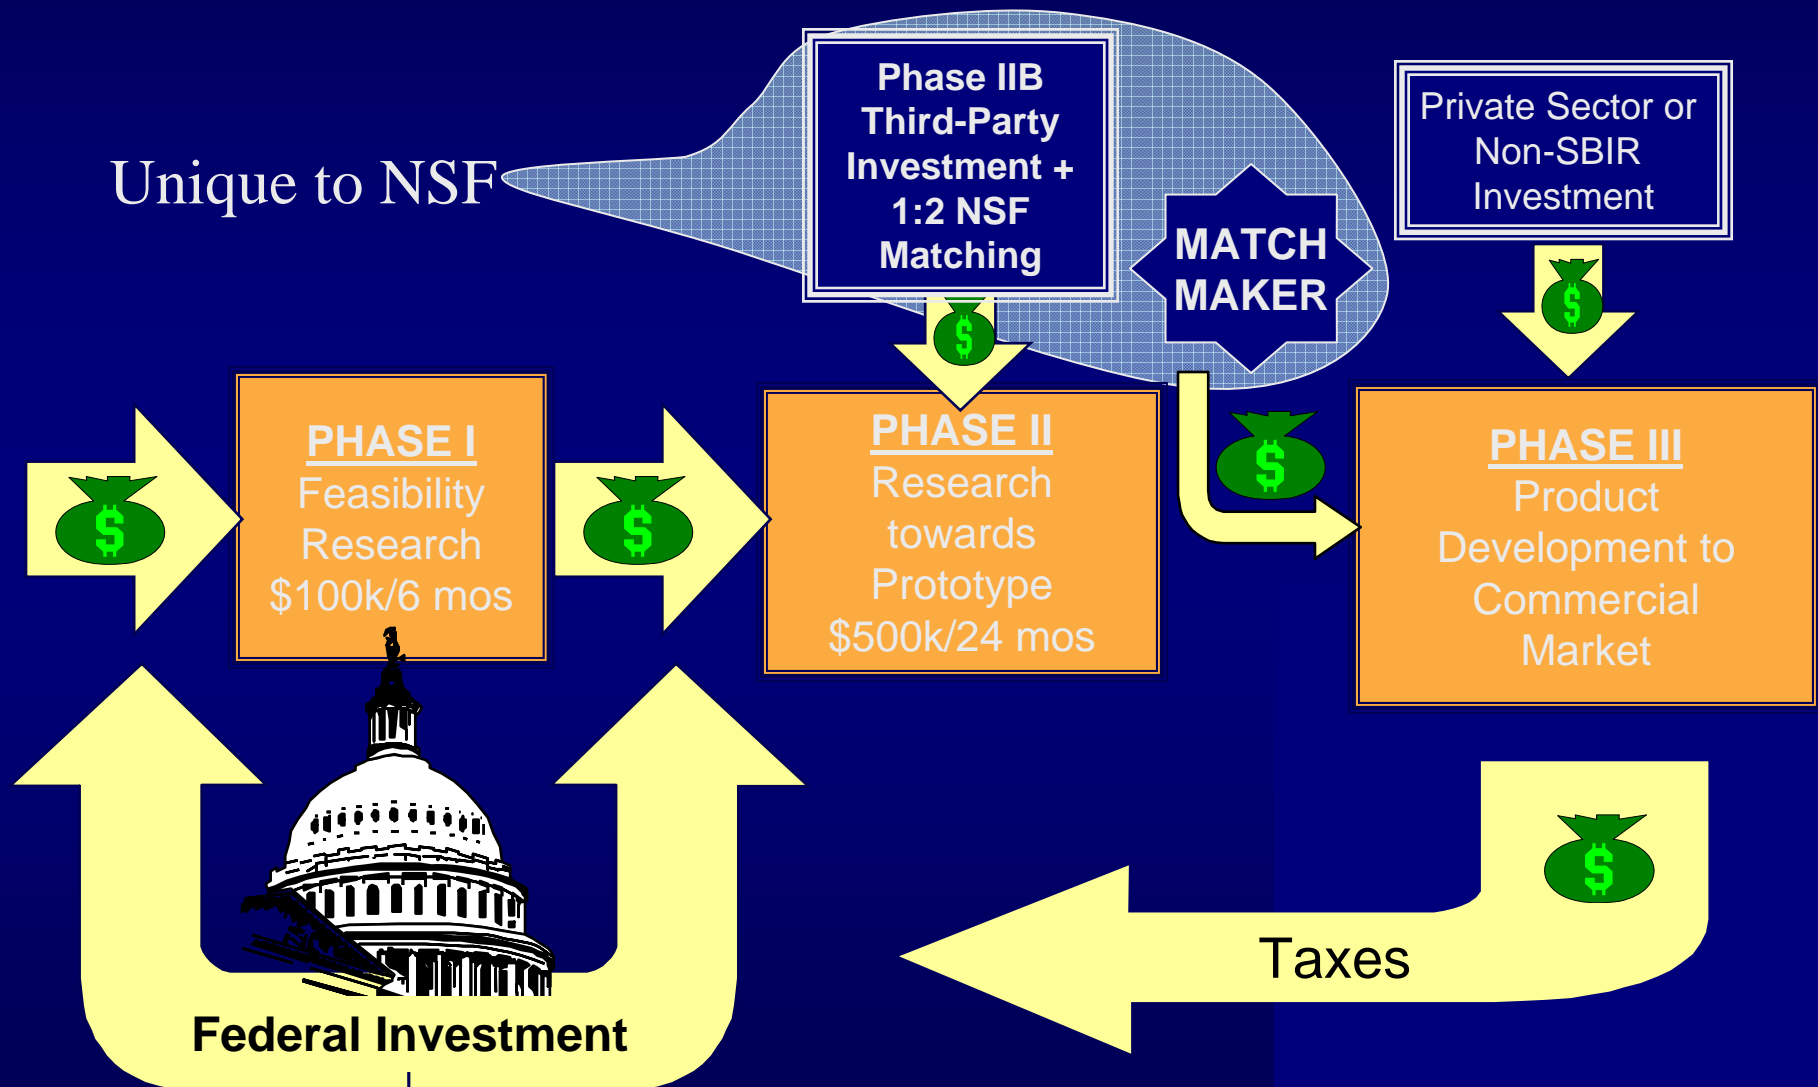 Unique to NSF
Phase IIB
Third-Party
Investment +
1:2 NSF
Matching
MATCH
MAKER
Private Sector or
Non-SBIR
Investment
$
$
PHASE I
Feasibility
Research
$100k/6 mos
PHASE II
Research
towards
Prototype
$500k/24 mos
PHASE III
Product
Development to
Commercial
Market
$
$
$
$
Taxes
Federal Investment